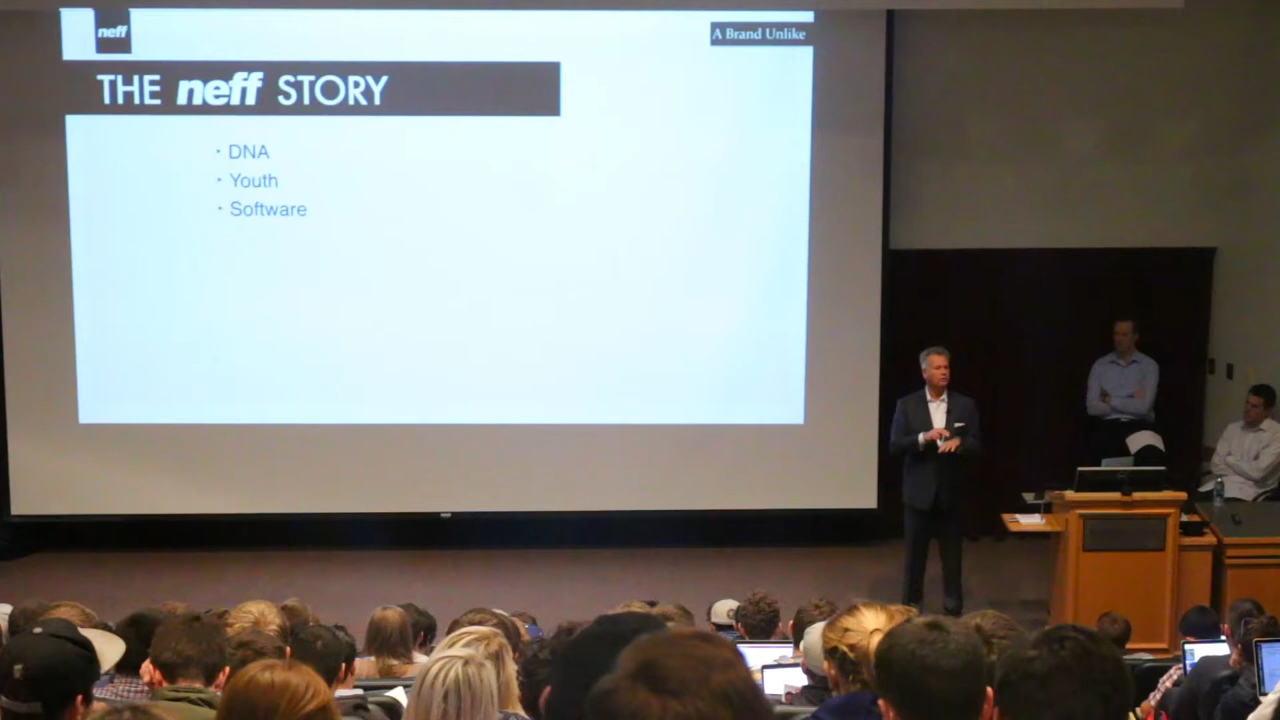 neff
A Brand Unlike
THE neff STORY
· DNA
· Youth
· Software